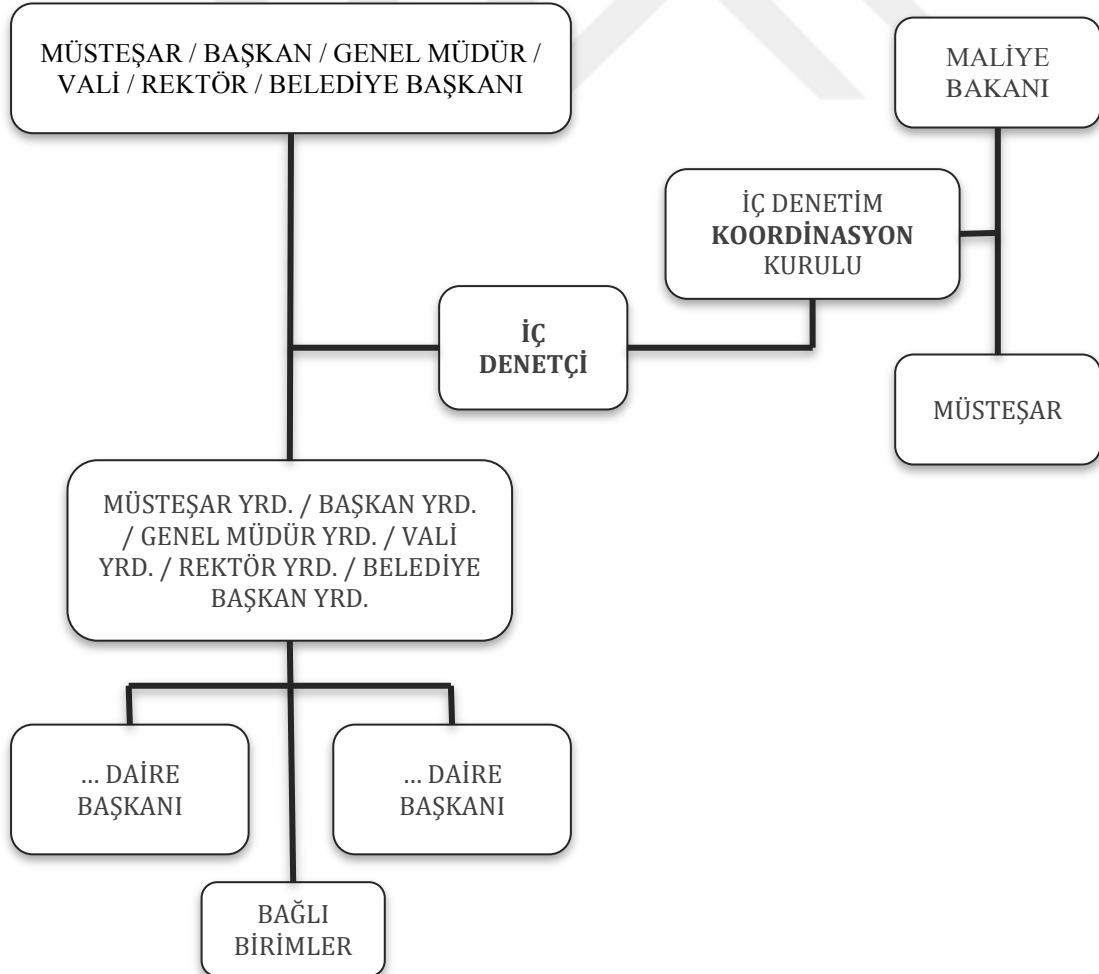 MÜSTEŞAR / BAŞKAN / GENEL MÜDÜR /
VALİ / REKTÖR / BELEDİYE BAŞKANI
MALİYE
BAKANI
İÇ DENETİM
KOORDİNASYON
KURULU
İÇ
DENETÇİ
MÜSTEŞAR
MÜSTEŞAR YRD. / BAŞKAN YRD.
/ GENEL MÜDÜR YRD. / VALİ
YRD. / REKTÖR YRD. / BELEDİYE
BAŞKAN YRD.
... DAİRE
BAŞKANI
... DAİRE
BAŞKANI
BAĞLI
BİRİMLER